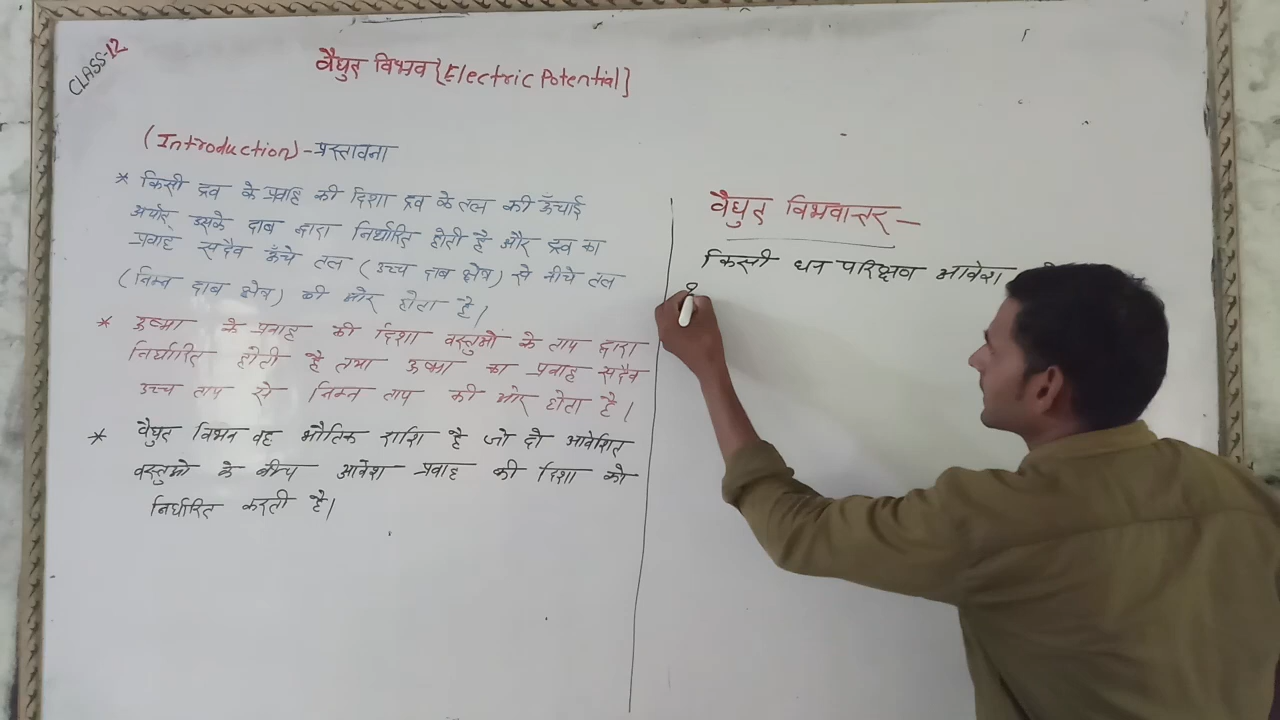 CLASS-12
वैधुत विभव [Electric Potential]
(Introduction) - प्रस्तावना
* किसी द्रव के प्रवाह की दिशा द्रव के तल की ऊँचाई
अर्थात् उसके दाब द्वारा निर्धारित होती है और द्रव का
प्रवाह सदैव ऊँचे तल (उच्च दाब क्षेत्र) से नीचे तल
(निम्न दाब क्षेत्र) की ओर होता है।
* ऊष्मा के प्रवाह की दिशा वस्तुओं के ताप द्वारा
निर्धारित होती है तथा ऊष्मा का प्रवाह सदैव
उच्च ताप से निम्न ताप की ओर होता है।
* वैधुत विभव वह भौतिक राशि है जो दो आवेशित
वस्तुओ के बीच आवेश प्रवाह की दिशा को
निर्धारित करती है।
वैधुत विभवान्तर –
किसी धन परिक्षव आवेश